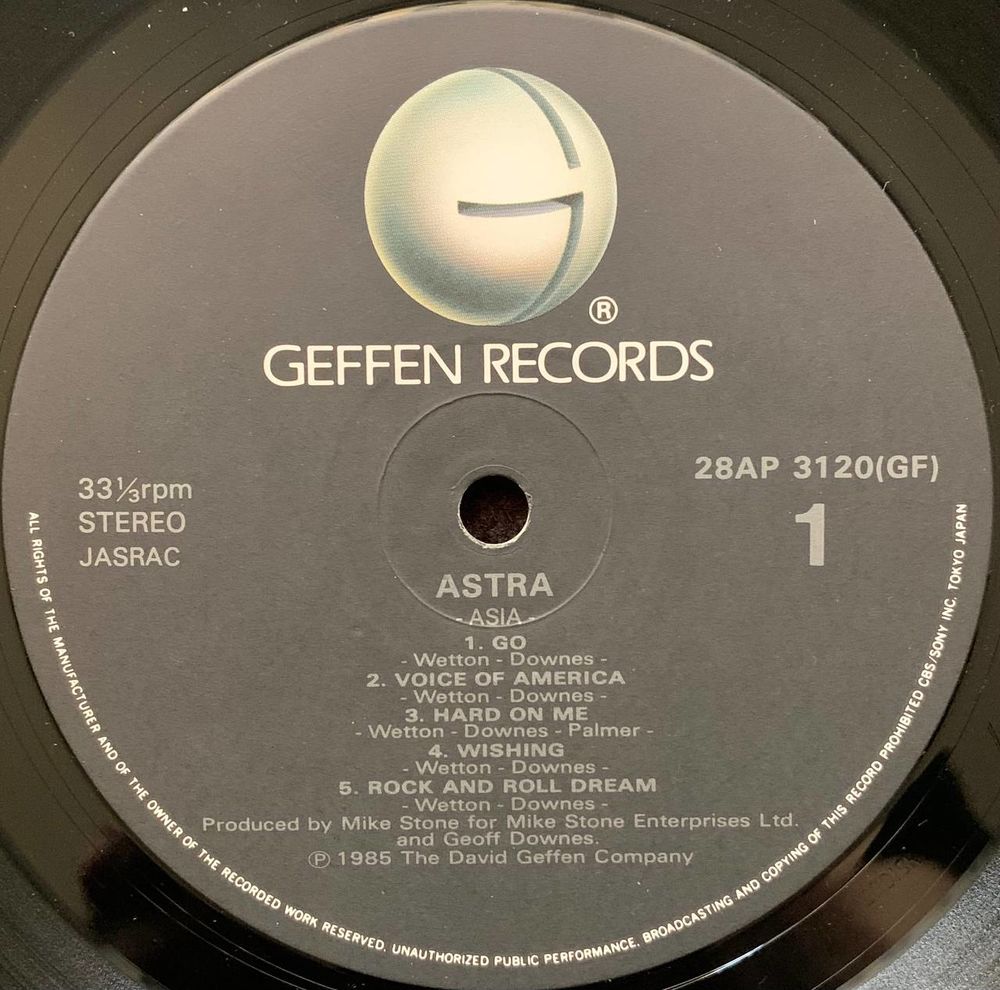 ®
GEFFEN RECORDS
33⅓rpm
STEREO
JASRAC
28AP 3120(GF)
1
ASTRA
- ASIA -
1. GO
- Wetton - Downes -
2. VOICE OF AMERICA
- Wetton - Downes -
3. HARD ON ME
- Wetton - Downes - Palmer -
4. WISHING
- Wetton - Downes -
5. ROCK AND ROLL DREAM
- Wetton - Downes -
Produced by Mike Stone for Mike Stone Enterprises Ltd.
and Geoff Downes.
℗ 1985 The David Geffen Company
ALL RIGHTS OF THE MANUFACTURER AND OF THE OWNER OF THE RECORDED WORK RESERVED. UNAUTHORIZED PUBLIC PERFORMANCE. BROADCASTING AND COPYING OF THIS RECORD PROHIBITED CBS/SONY INC. TOKYO JAPAN